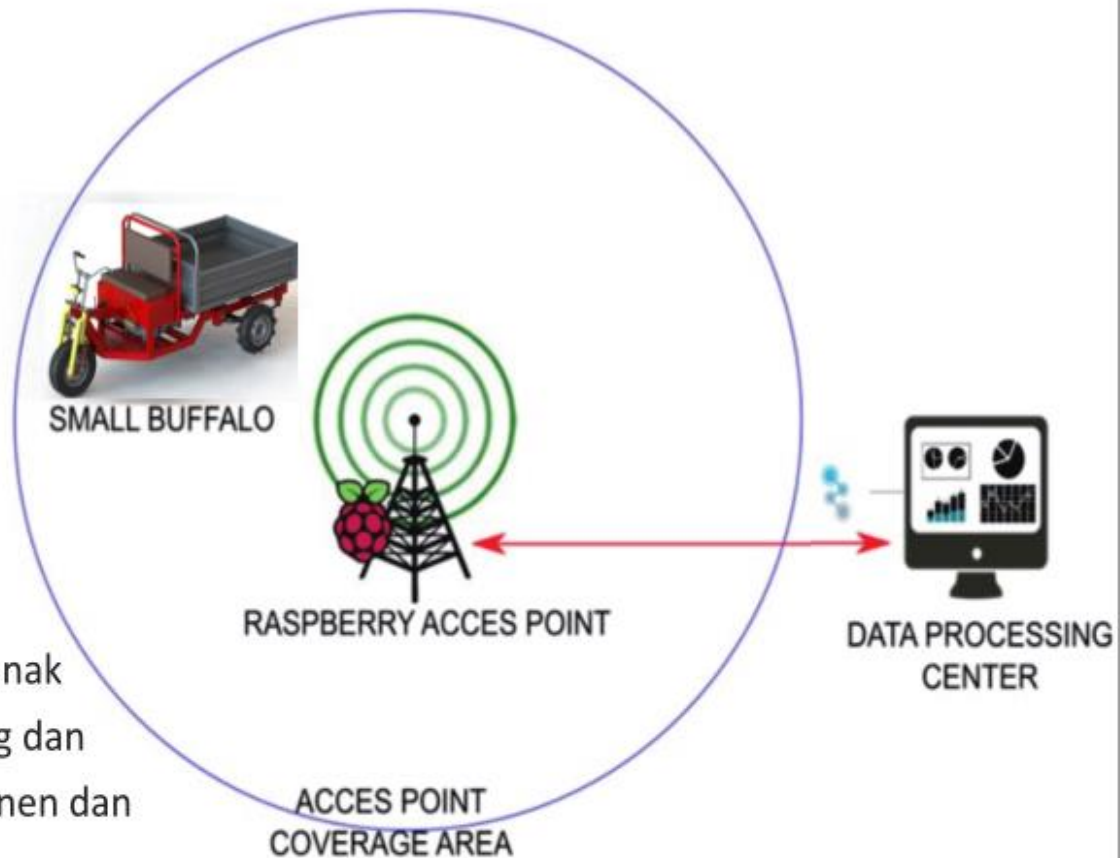 SMALL BUFFALO
RASPBERRY ACCES POINT
DATA PROCESSING
CENTER
nak
g dan
nen dan
ACCES POINT
COVERAGE AREA